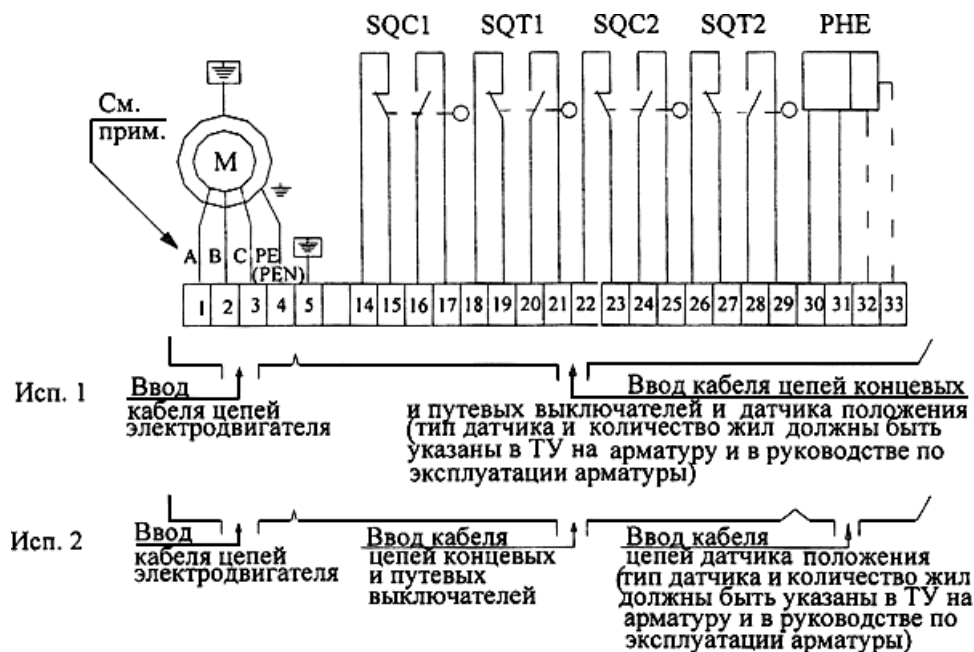 SQC1 SQT1 SQC2 SQT2 PHE
См.
прим.
M
A B C PE
(PEN)
1 2 3 4 5 14 15 16 17 18 19 20 21 22 23 24 25 26 27 28 29 30 31 32 33
Исп. 1
Ввод
кабеля цепей
электродвигателя
Ввод кабеля цепей концевых
и путевых выключателей и датчика положения
(тип датчика и количество жил должны быть
указаны в ТУ на арматуру и в руководстве по
эксплуатации арматуры)
Исп. 2
Ввод
кабеля цепей
электродвигателя
Ввод кабеля
цепей концевых
и путевых
выключателей
Ввод кабеля
цепей датчика положения
(тип датчика и количество жил
должны быть указаны в ТУ на
арматуру и в руководстве по
эксплуатации арматуры)